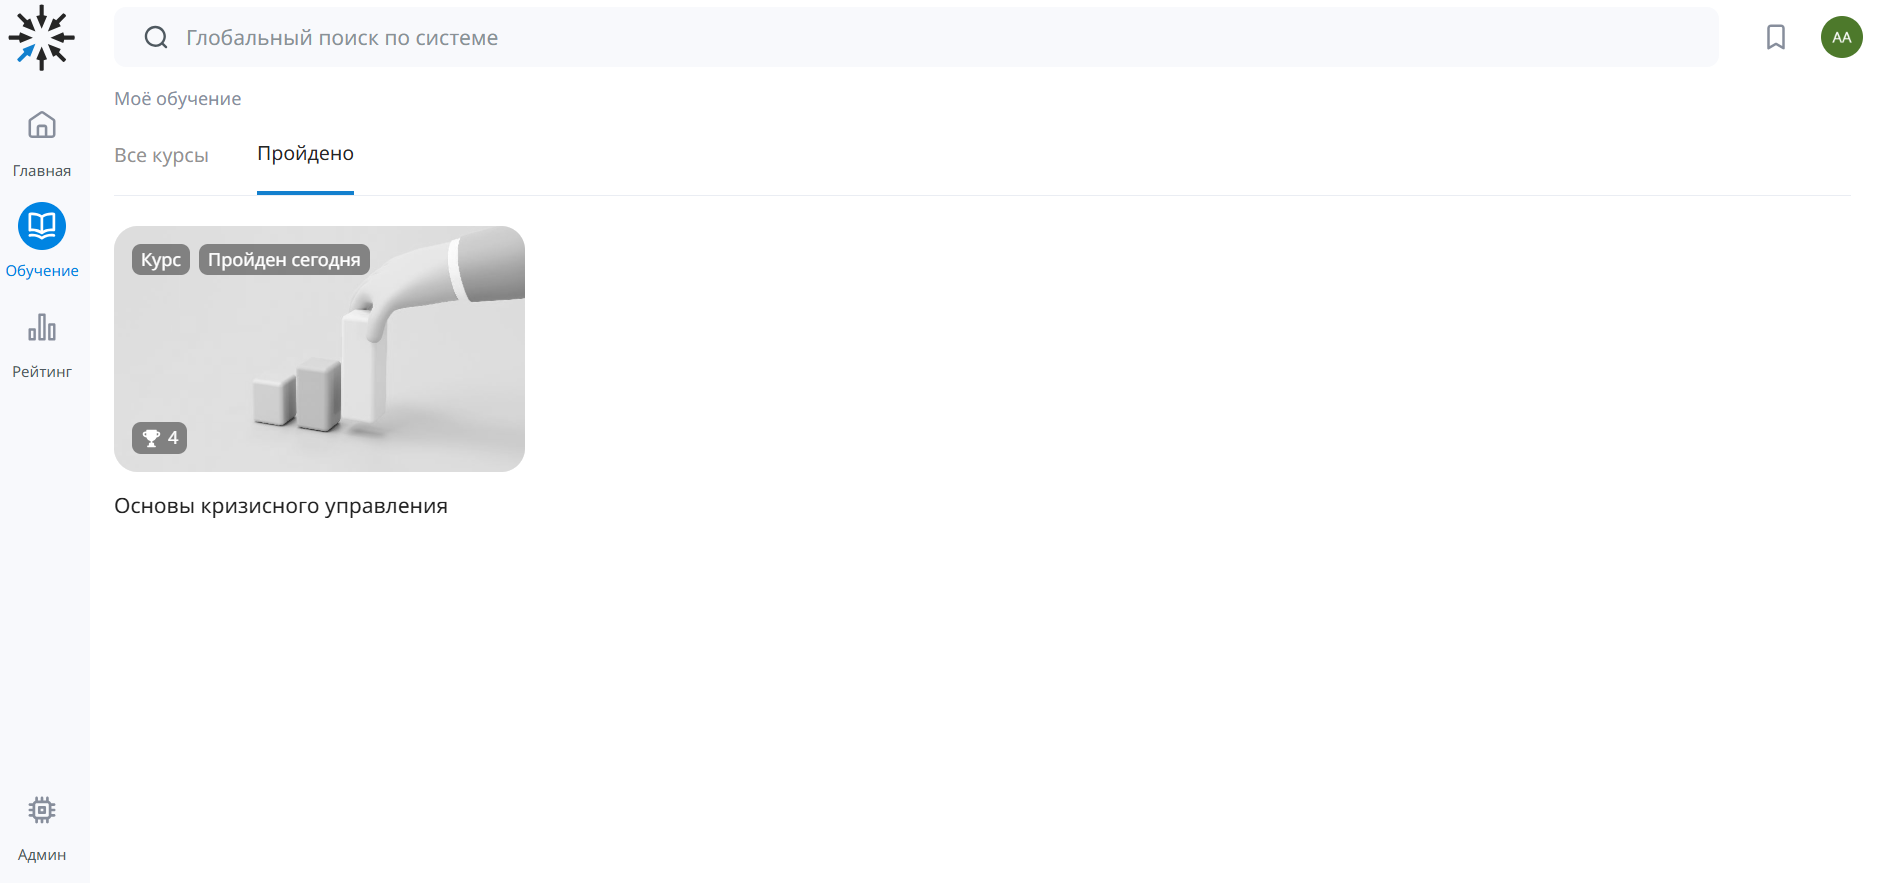 Глобальный поиск по системе
АА
Моё обучение
Главная
Все курсы
Пройдено
Обучение
Курс
Пройден сегодня
Рейтинг
4
Основы кризисного управления
Админ